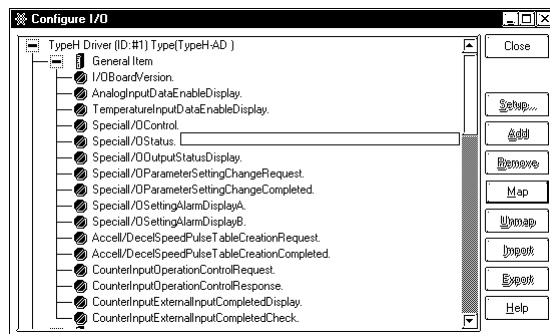 Configure I/O
TypeH Driver (ID:#1) Type(TypeH-AD )
General Item
I/OBoardVersion.
AnalogInputDataEnableDisplay.
TemperatureInputDataEnableDisplay.
SpecialI/OControl.
SpecialI/OStatus.
SpecialI/OOutputStatusDisplay.
SpecialI/OParameterSettingChangeRequest.
SpecialI/OParameterSettingChangeCompleted.
SpecialI/OSettingAlarmDisplayA.
SpecialI/OSettingAlarmDisplayB.
Accell/DecelSpeedPulseTableCreationRequest.
Accell/DecelSpeedPulseTableCreationCompleted.
CounterInputOperationControlRequest.
CounterInputOperationControlResponse.
CounterInputExternalInputCompletedDisplay.
CounterInputExternalInputCompletedCheck.
Close
Setup...
Add
Remove
Map
Unmap
Import
Export
Help